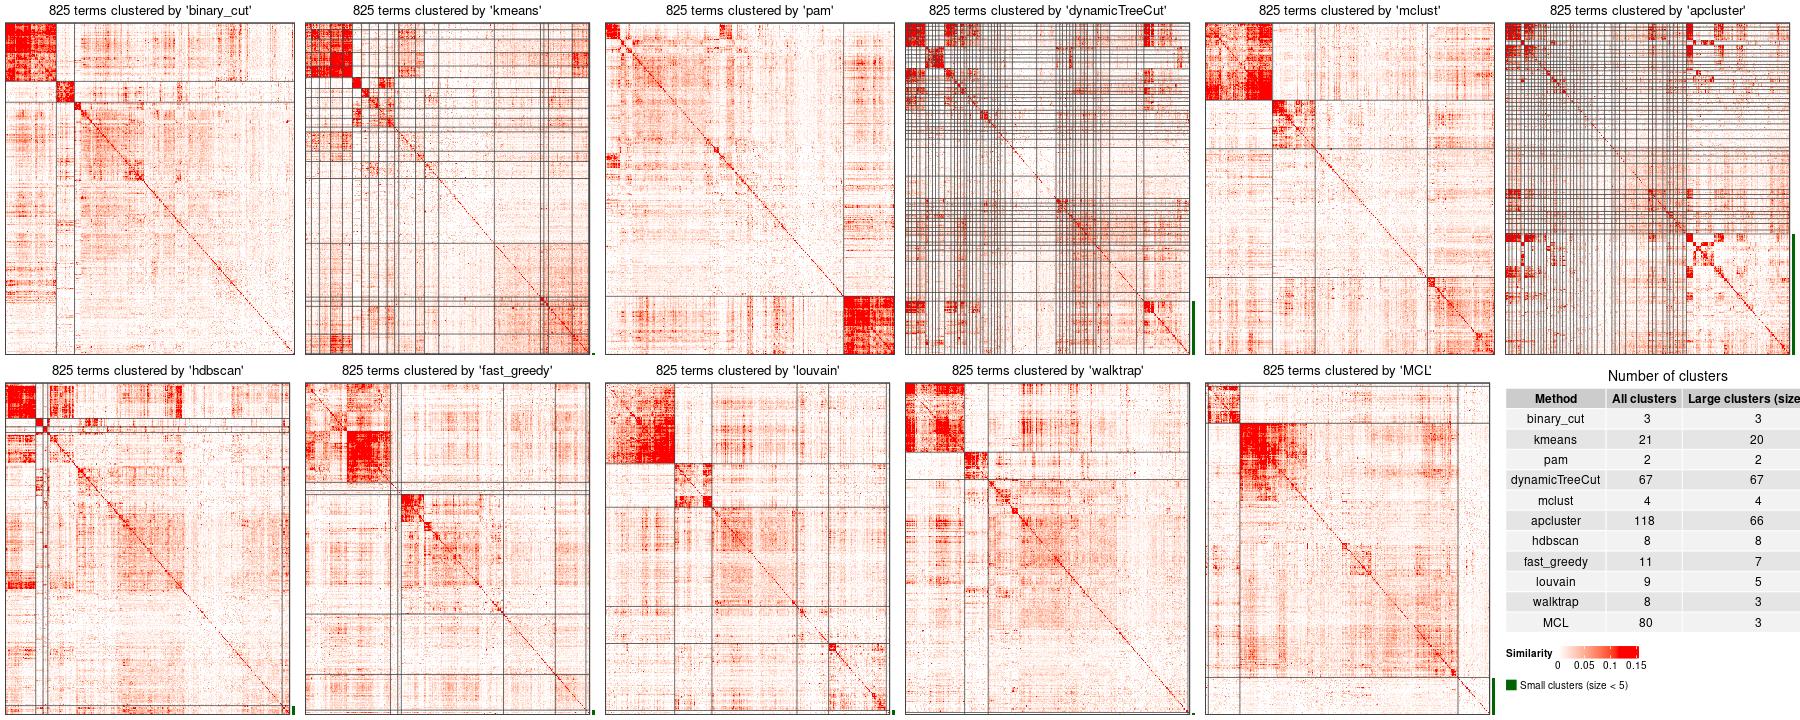 825 terms clustered by 'binary_cut'
825 terms clustered by 'kmeans'
825 terms clustered by 'pam'
825 terms clustered by 'dynamicTreeCut'
825 terms clustered by 'mclust'
825 terms clustered by 'apcluster'
825 terms clustered by 'hdbscan'
825 terms clustered by 'fast_greedy'
825 terms clustered by 'louvain'
825 terms clustered by 'walktrap'
825 terms clustered by 'MCL'
Number of clusters
Method All clusters Large clusters (size
binary_cut 3 3
kmeans 21 20
pam 2 2
dynamicTreeCut 67 67
mclust 4 4
apcluster 118 66
hdbscan 8 8
fast_greedy 11 7
louvain 9 5
walktrap 8 3
MCL 80 3
Similarity
0 0.05 0.1 0.15
Small clusters (size < 5)